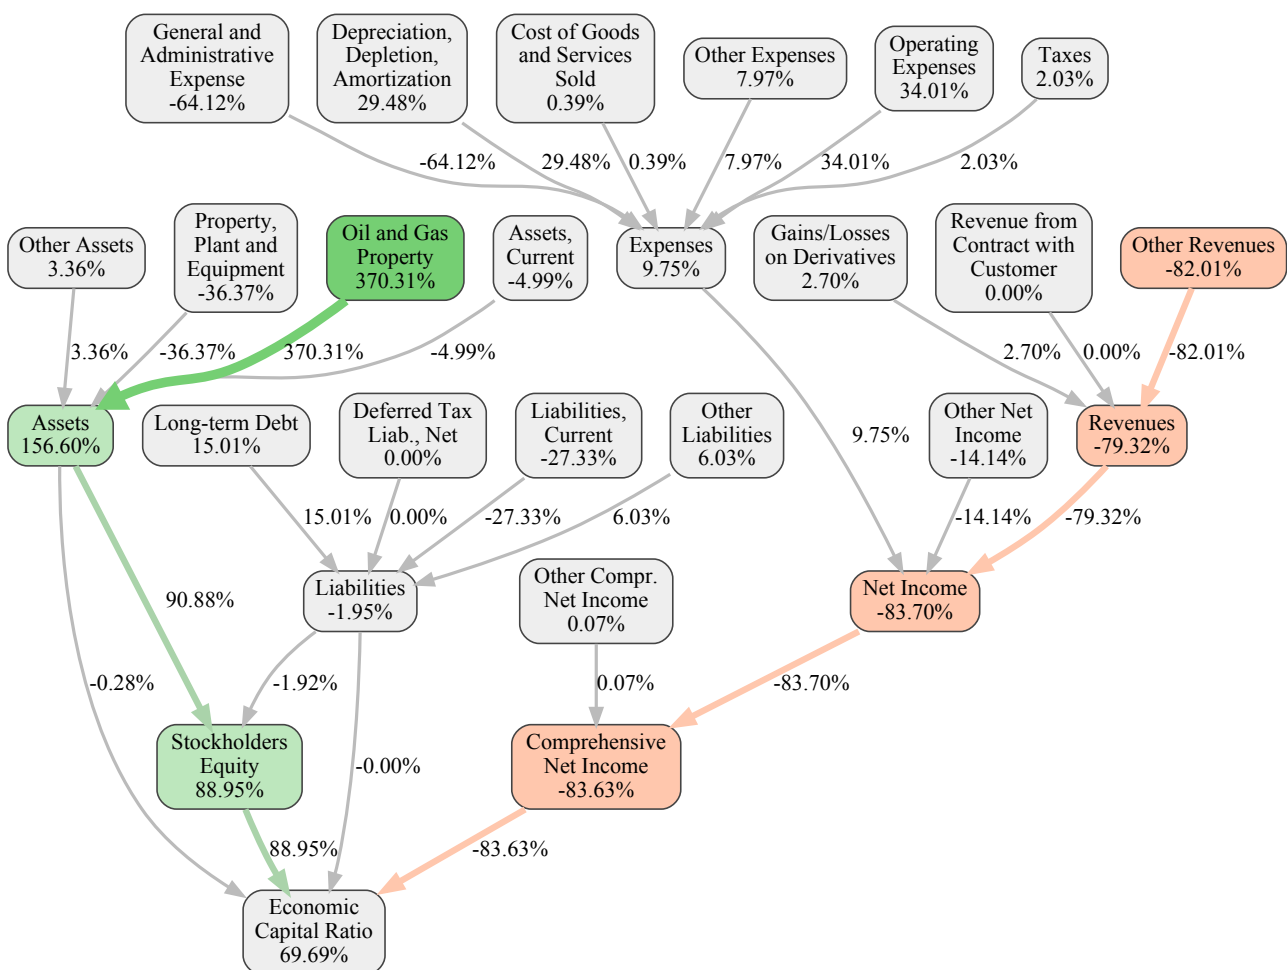 General and
Administrative
Expense
-64.12%
Depreciation,
Depletion,
Amortization
29.48%
Cost of Goods
and Services
Sold
0.39%
Other Expenses
7.97%
Operating
Expenses
34.01%
Taxes
2.03%
-64.12%
29.48%
0.39%
7.97%
34.01%
2.03%
Other Assets
3.36%
Property,
Plant and
Equipment
-36.37%
Oil and Gas
Property
370.31%
Assets,
Current
-4.99%
Expenses
9.75%
Gains/Losses
on Derivatives
2.70%
Revenue from
Contract with
Customer
0.00%
Other Revenues
-82.01%
3.36%
-36.37%
370.31%
-4.99%
2.70%
0.00%
-82.01%
Assets
156.60%
Long-term Debt
15.01%
Deferred Tax
Liab., Net
0.00%
Liabilities,
Current
-27.33%
Other
Liabilities
6.03%
9.75%
Other Net
Income
-14.14%
Revenues
-79.32%
15.01%
0.00%
-27.33%
6.03%
-14.14%
-79.32%
90.88%
Liabilities
-1.95%
Other Compr.
Net Income
0.07%
Net Income
-83.70%
-0.28%
-1.92%
0.07%
-83.70%
Stockholders
Equity
88.95%
-0.00%
Comprehensive
Net Income
-83.63%
88.95%
-83.63%
Economic
Capital Ratio
69.69%